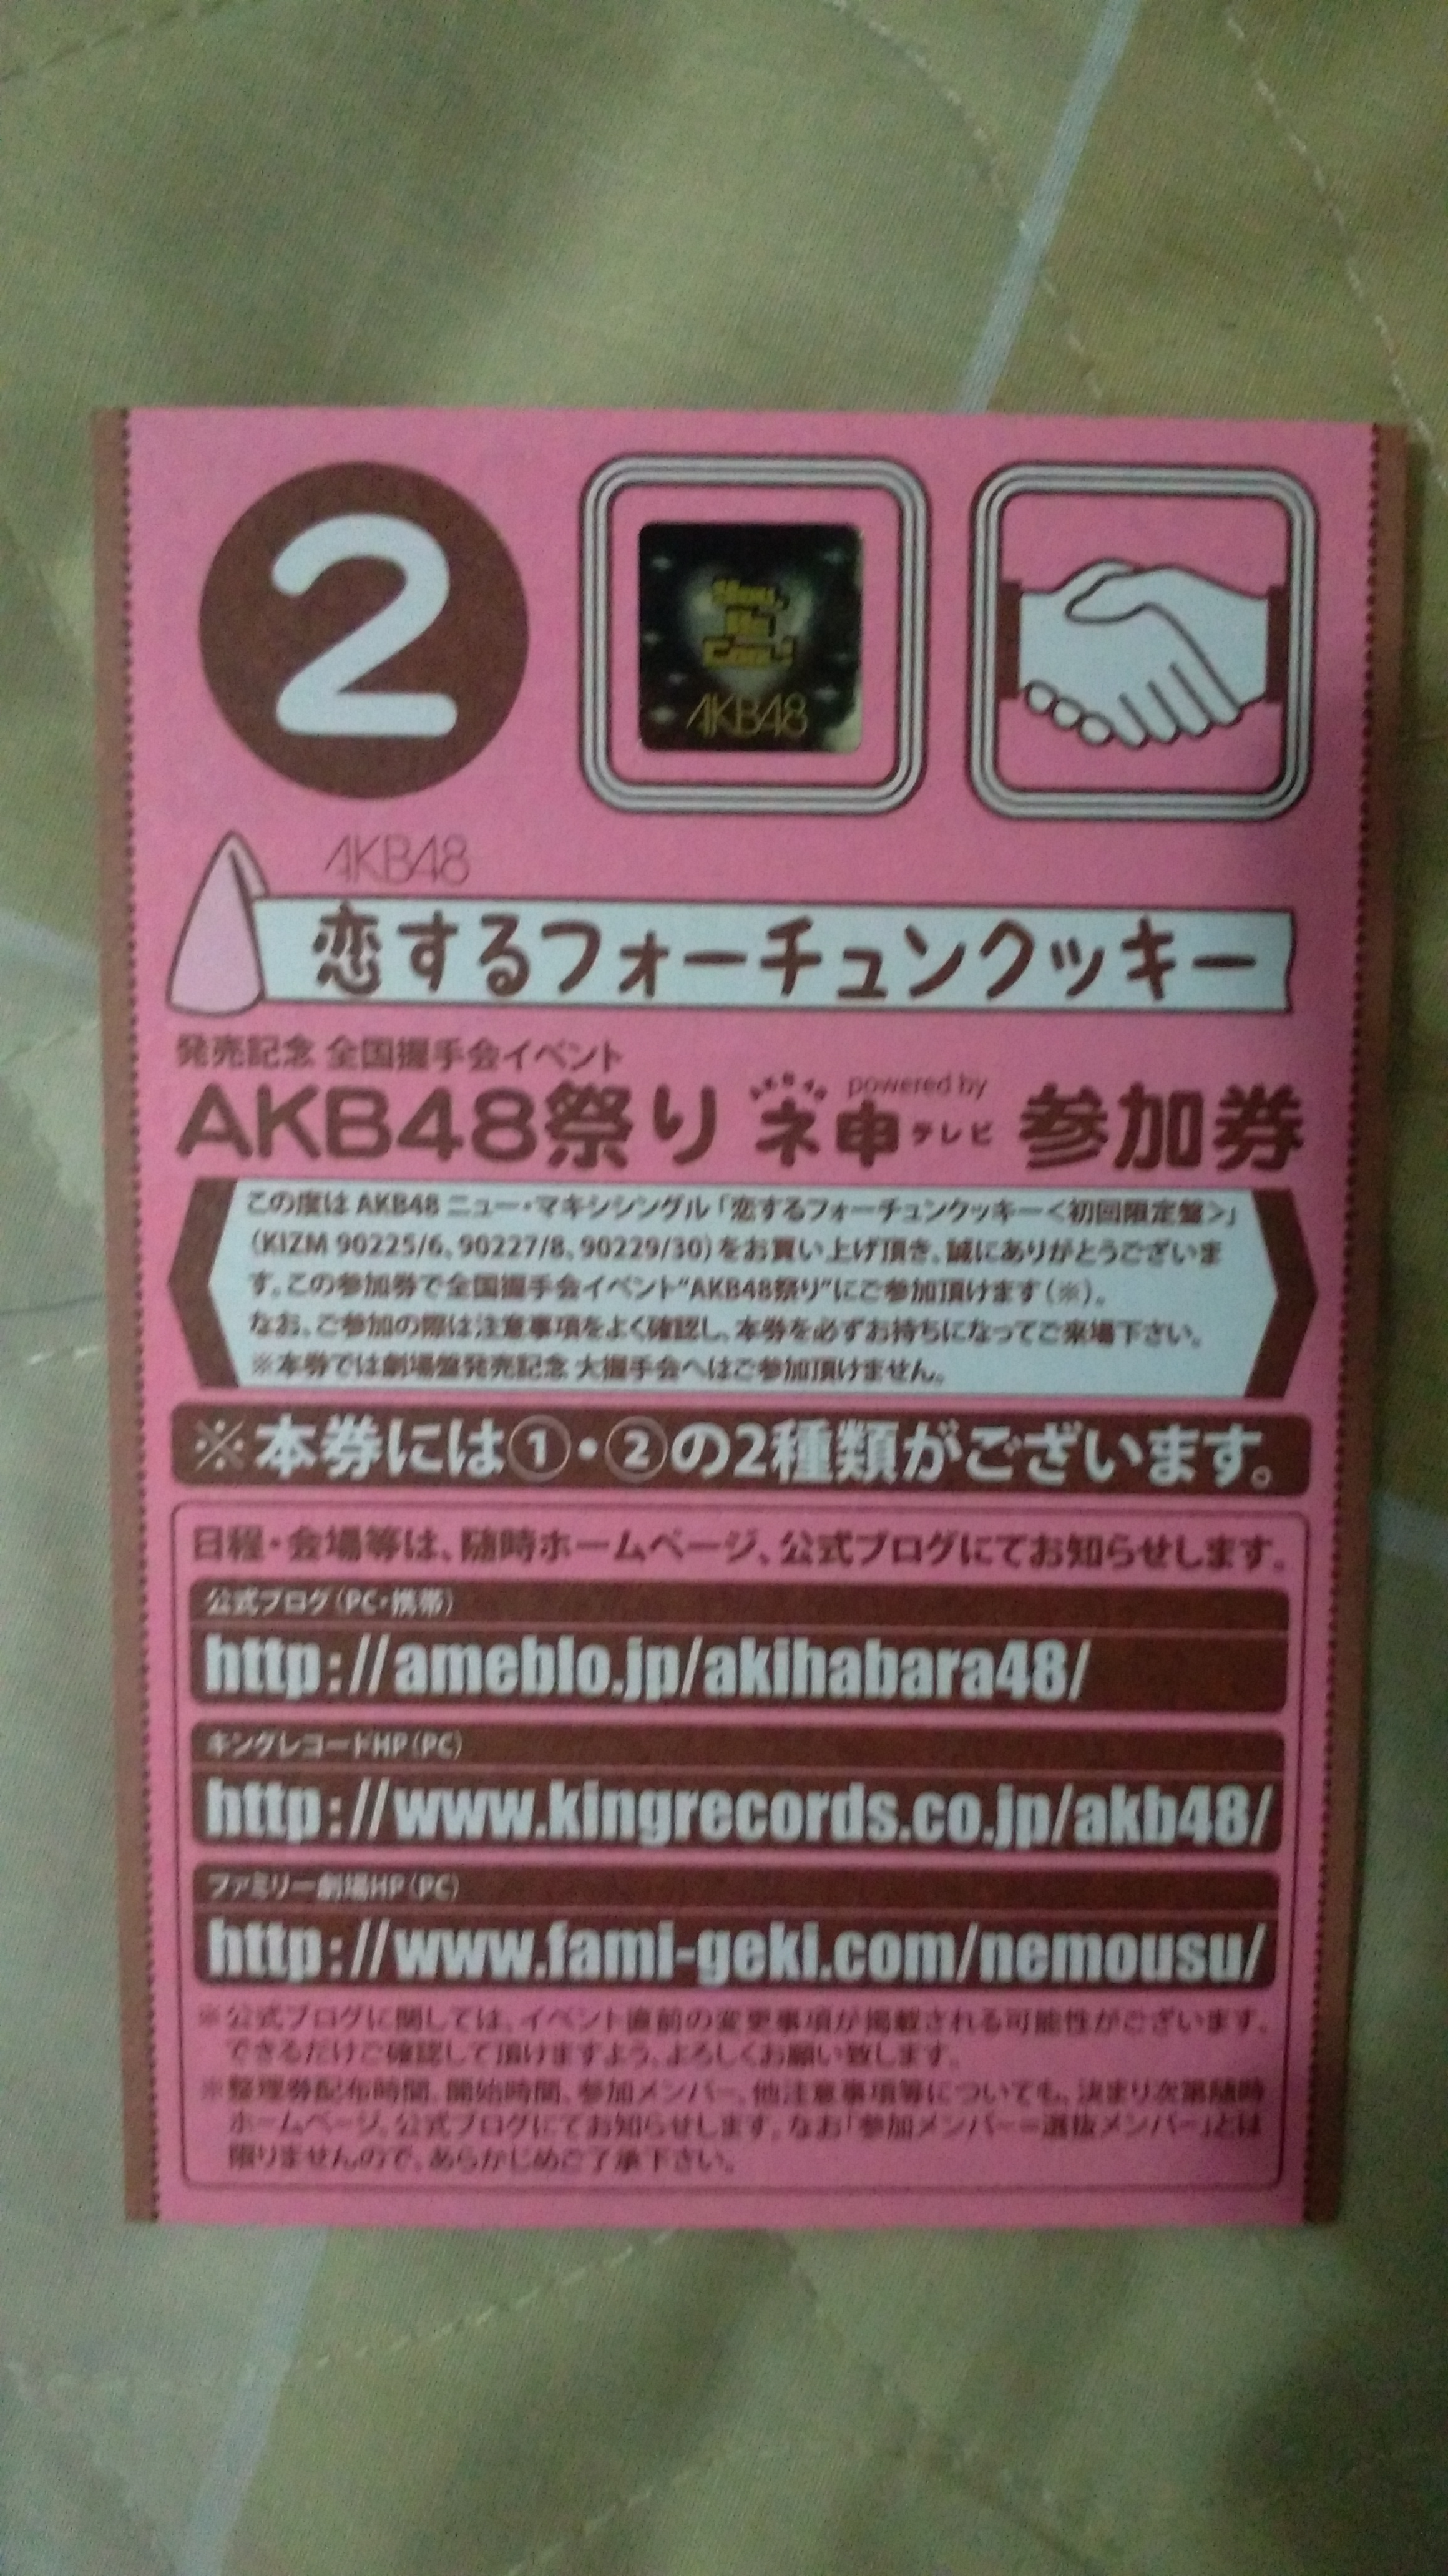 2
You, Be Cool!
AKB48
AKB48
恋するフォーチュンクッキー
発売記念 全国握手会イベント
AKB48祭り AKB48 ネ申テレビ powered by 参加券
この度は AKB48 ニュー・マキシシングル「恋するフォーチュンクッキー<初回限定盤>」
(KIZM 90225/6、90227/8、90229/30)をお買い上げ頂き、誠にありがとうございま
す。この参加券で全国握手会イベント"AKB48祭り"にご参加頂けます(※)。
なお、ご参加の際は注意事項をよく確認し、本券を必ずお持ちになってご来場下さい。
※本券では劇場盤発売記念 大握手会へはご参加頂けません。
※本券には①・②の2種類がございます。
日程・会場等は、随時ホームページ、公式ブログにてお知らせします。
公式ブログ(PC・携帯)
http://ameblo.jp/akihabara48/
キングレコードHP(PC)
http://www.kingrecords.co.jp/akb48/
ファミリー劇場HP(PC)
http://www.fami-geki.com/nemousu/
※公式ブログに関しては、イベント直前の変更事項が掲載される可能性がございます。
できるだけご確認して頂けますよう、よろしくお願い致します。
※整理券配布時間、開始時間、参加メンバー、他注意事項等についても、決まり次第随時
ホームページ、公式ブログにてお知らせします。なお「参加メンバー=選抜メンバー」とは
限りませんので、あらかじめご了承下さい。